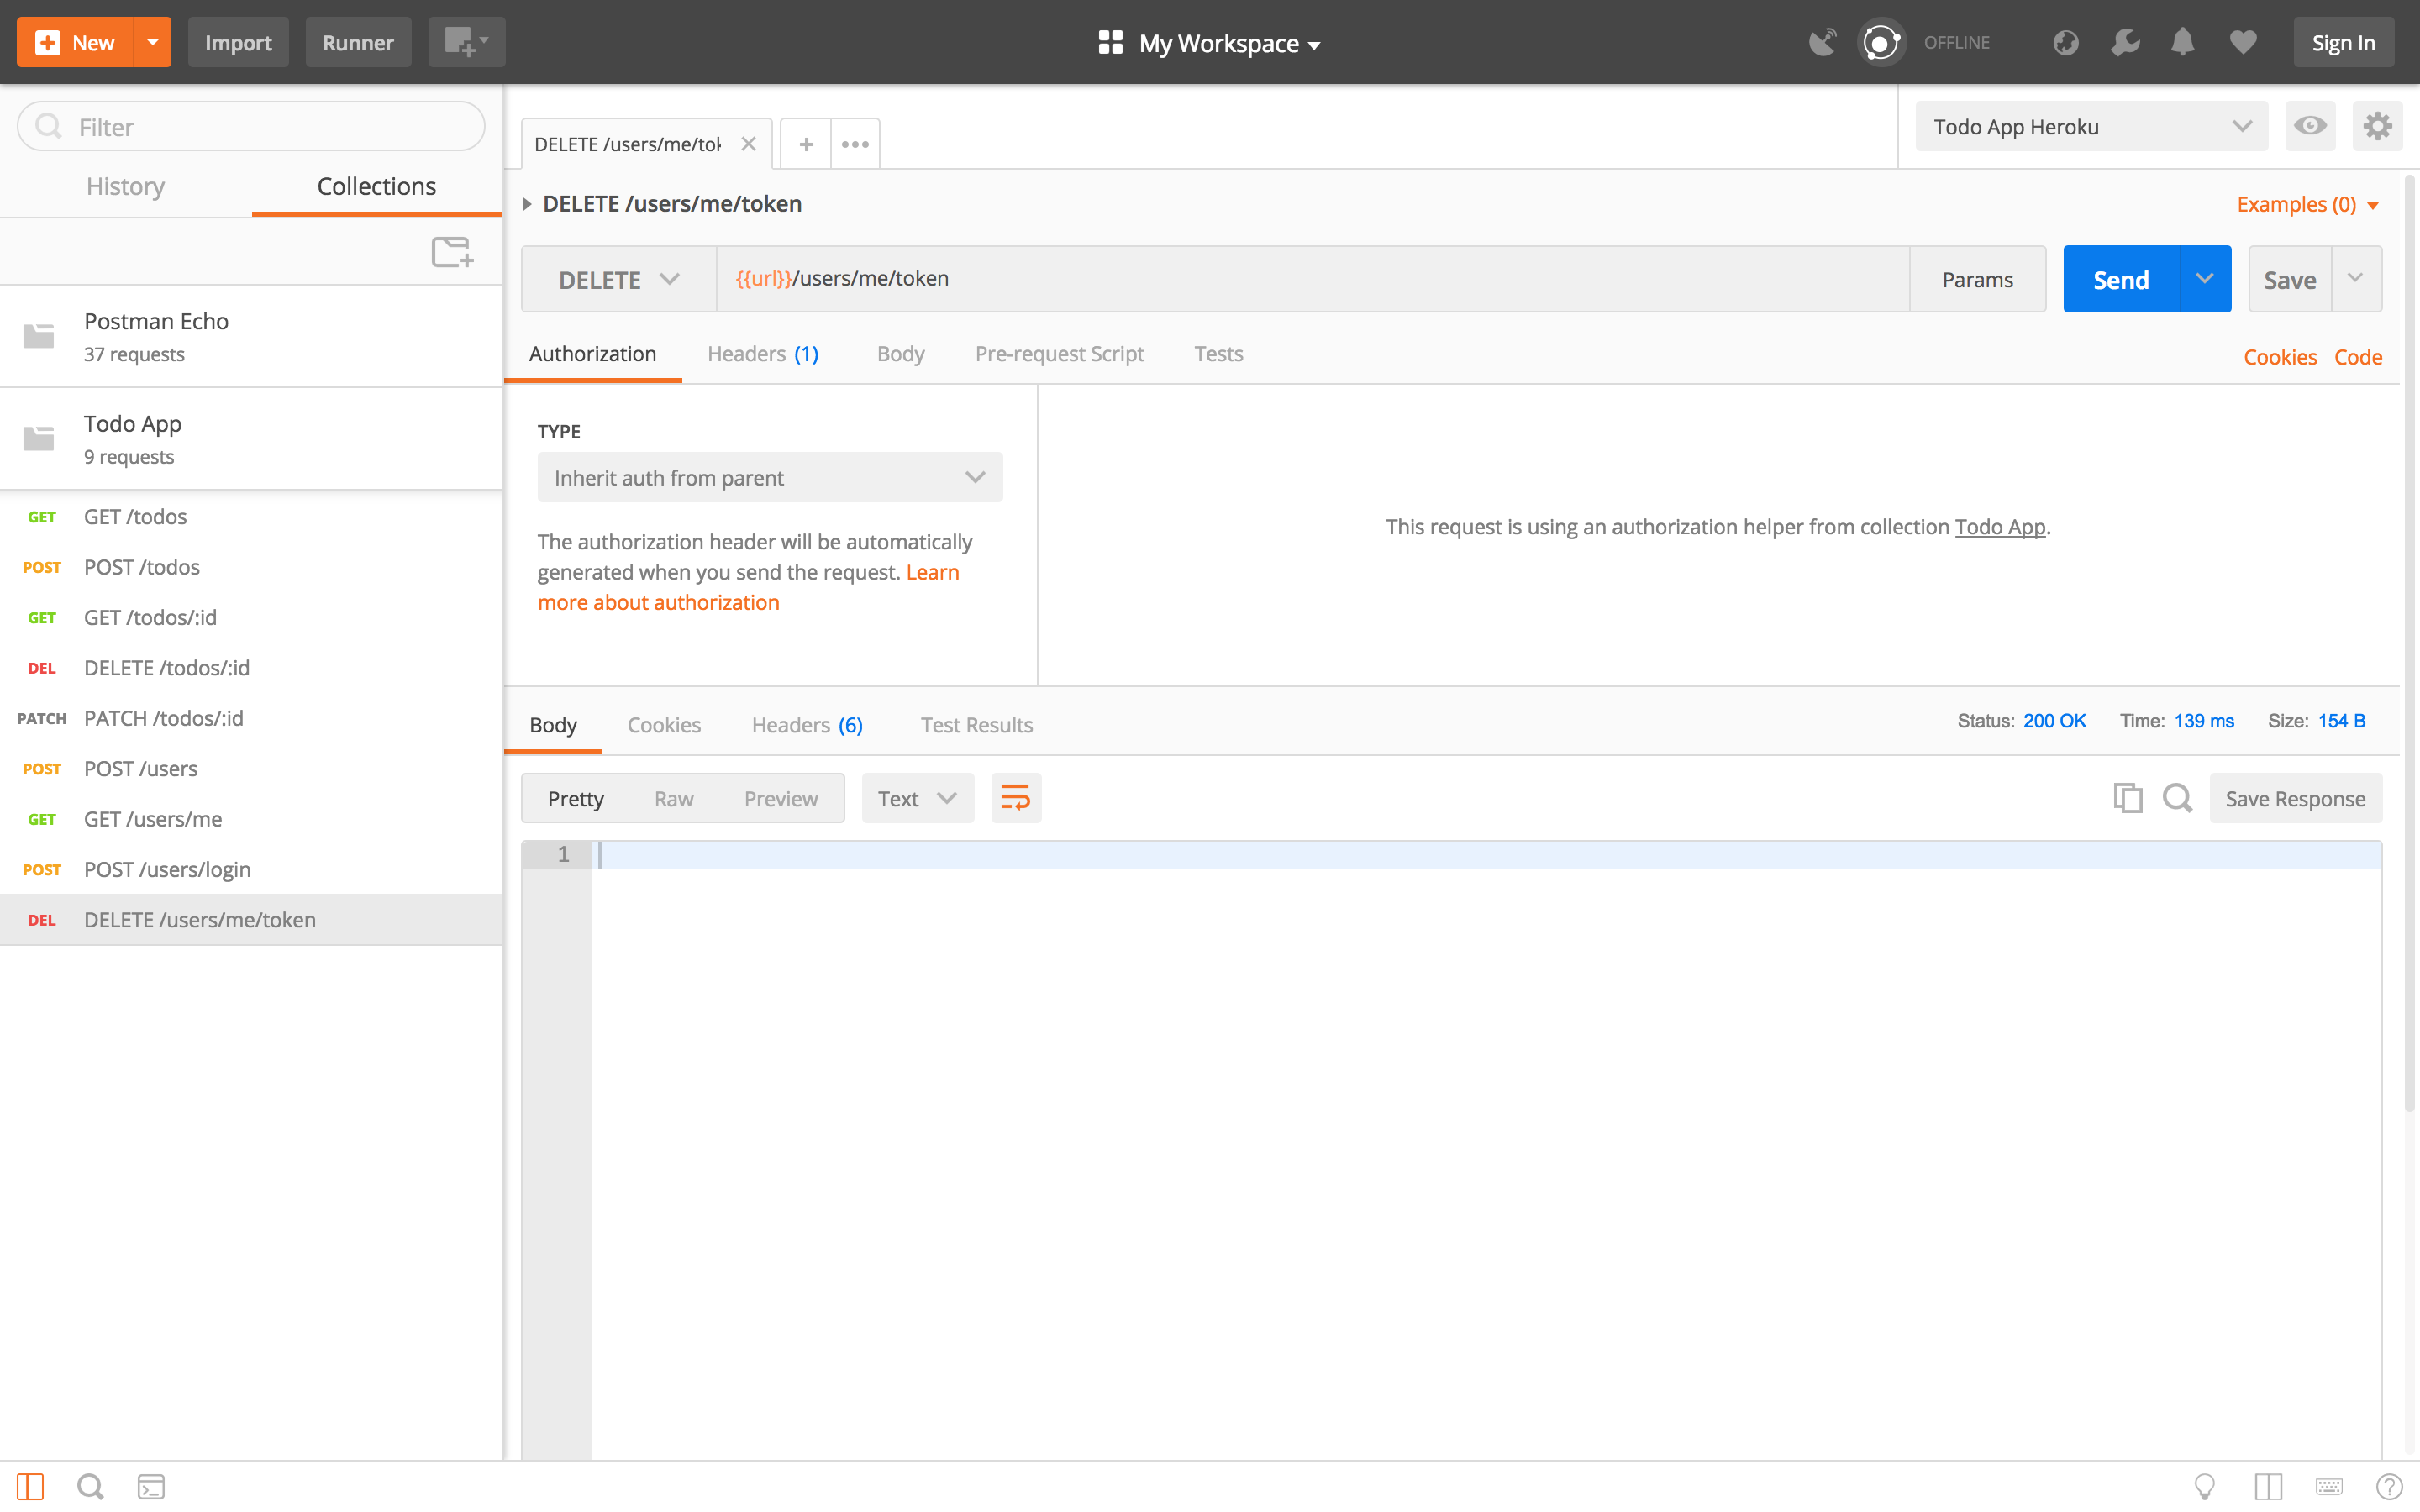 New
Import
Runner
My Workspace
OFFLINE
Sign In
Filter
History
Collections
Postman Echo
37 requests
Todo App
9 requests
GET GET /todos
POST POST /todos
GET GET /todos/:id
DEL DELETE /todos/:id
PATCH PATCH /todos/:id
POST POST /users
GET GET /users/me
POST POST /users/login
DEL DELETE /users/me/token
DELETE /users/me/tok
Todo App Heroku
DELETE /users/me/token
Examples (0)
DELETE
{{url}}/users/me/token
Params
Send
Save
Authorization
Headers (1)
Body
Pre-request Script
Tests
Cookies
Code
TYPE
Inherit auth from parent
The authorization header will be automatically
generated when you send the request. Learn
more about authorization
This request is using an authorization helper from collection Todo App.
Body
Cookies
Headers (6)
Test Results
Status: 200 OK
Time: 139 ms
Size: 154 B
Pretty
Raw
Preview
Text
Save Response
1